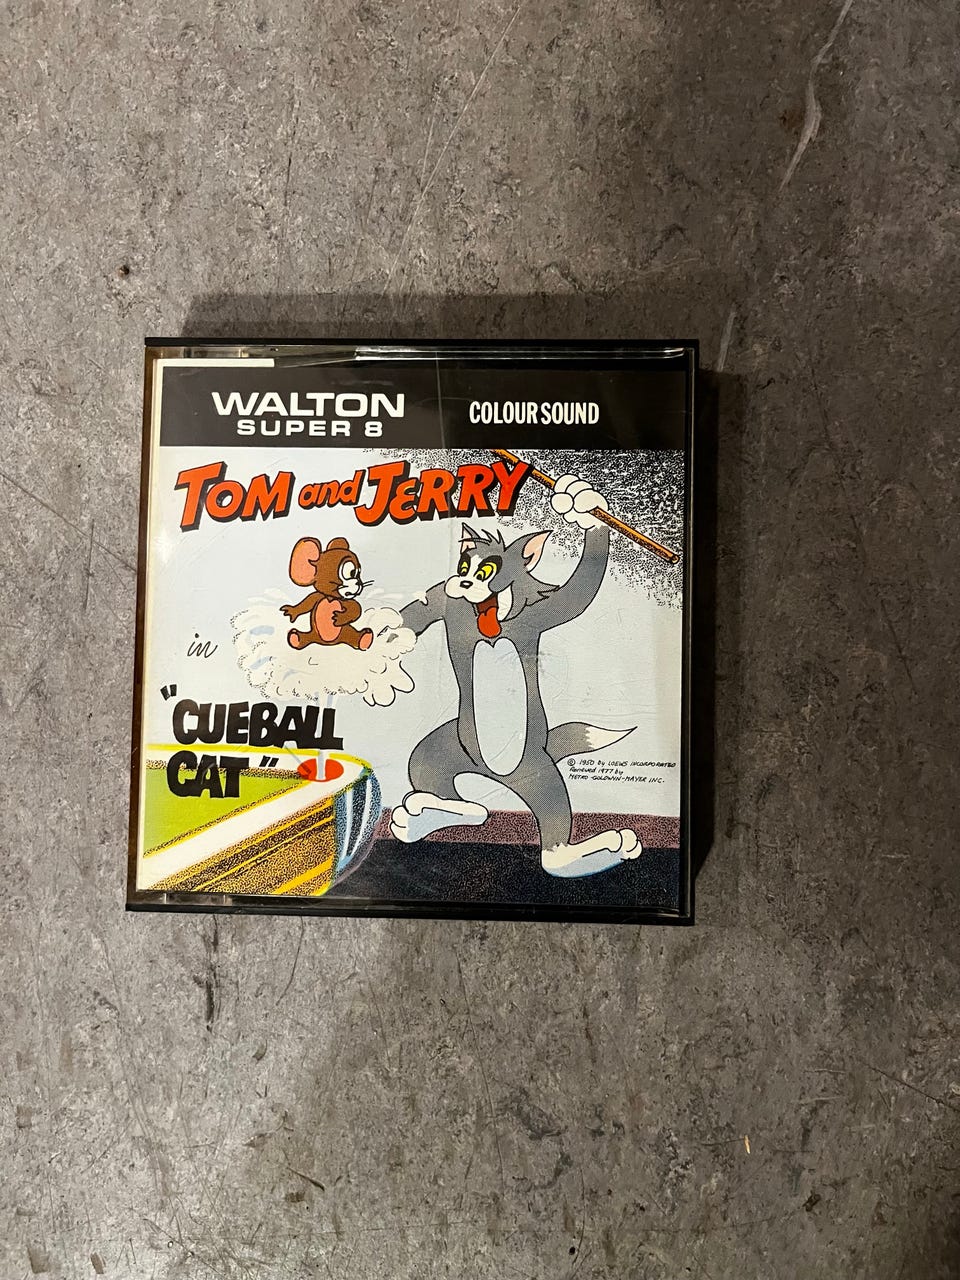 WALTON
SUPER 8
COLOUR SOUND
TOM and JERRY
in
"CUEBALL
CAT"
© 1950 by LOEWS INCORPORATED
RENEWED 1977 by
METRO-GOLDWIN-MAYER INC.